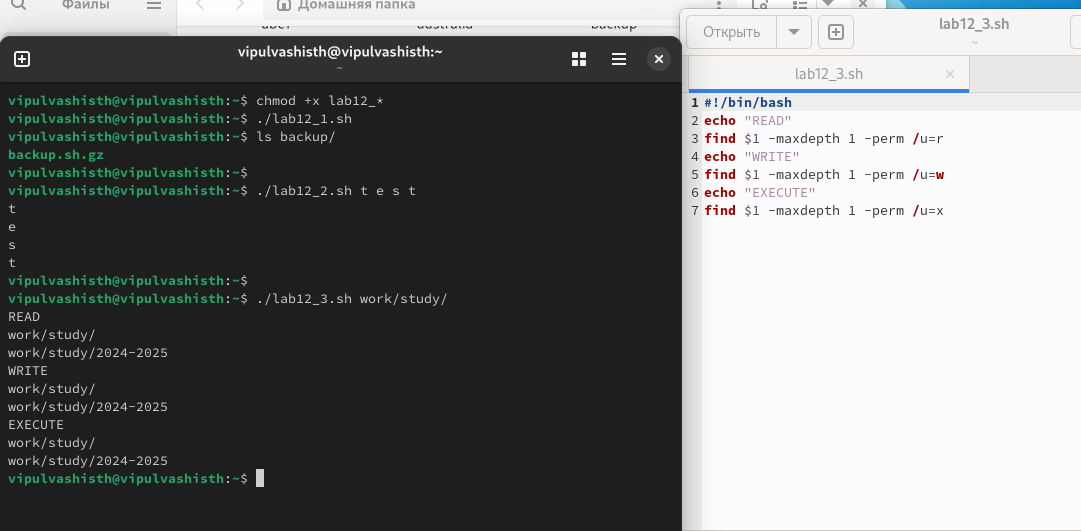 Файлы
Домашняя папка
australia
backup
vipulvashisth@vipulvashisth:~
~
vipulvashisth@vipulvashisth:~$ chmod +x lab12_*
vipulvashisth@vipulvashisth:~$ ./lab12_1.sh
vipulvashisth@vipulvashisth:~$ ls backup/
backup.sh.gz
vipulvashisth@vipulvashisth:~$
vipulvashisth@vipulvashisth:~$ ./lab12_2.sh t e s t
t
e
s
t
vipulvashisth@vipulvashisth:~$
vipulvashisth@vipulvashisth:~$ ./lab12_3.sh work/study/
READ
work/study/
work/study/2024-2025
WRITE
work/study/
work/study/2024-2025
EXECUTE
work/study/
work/study/2024-2025
vipulvashisth@vipulvashisth:~$
Открыть
lab12_3.sh
~
lab12_3.sh
1 #!/bin/bash
2 echo "READ"
3 find $1 -maxdepth 1 -perm /u=r
4 echo "WRITE"
5 find $1 -maxdepth 1 -perm /u=w
6 echo "EXECUTE"
7 find $1 -maxdepth 1 -perm /u=x